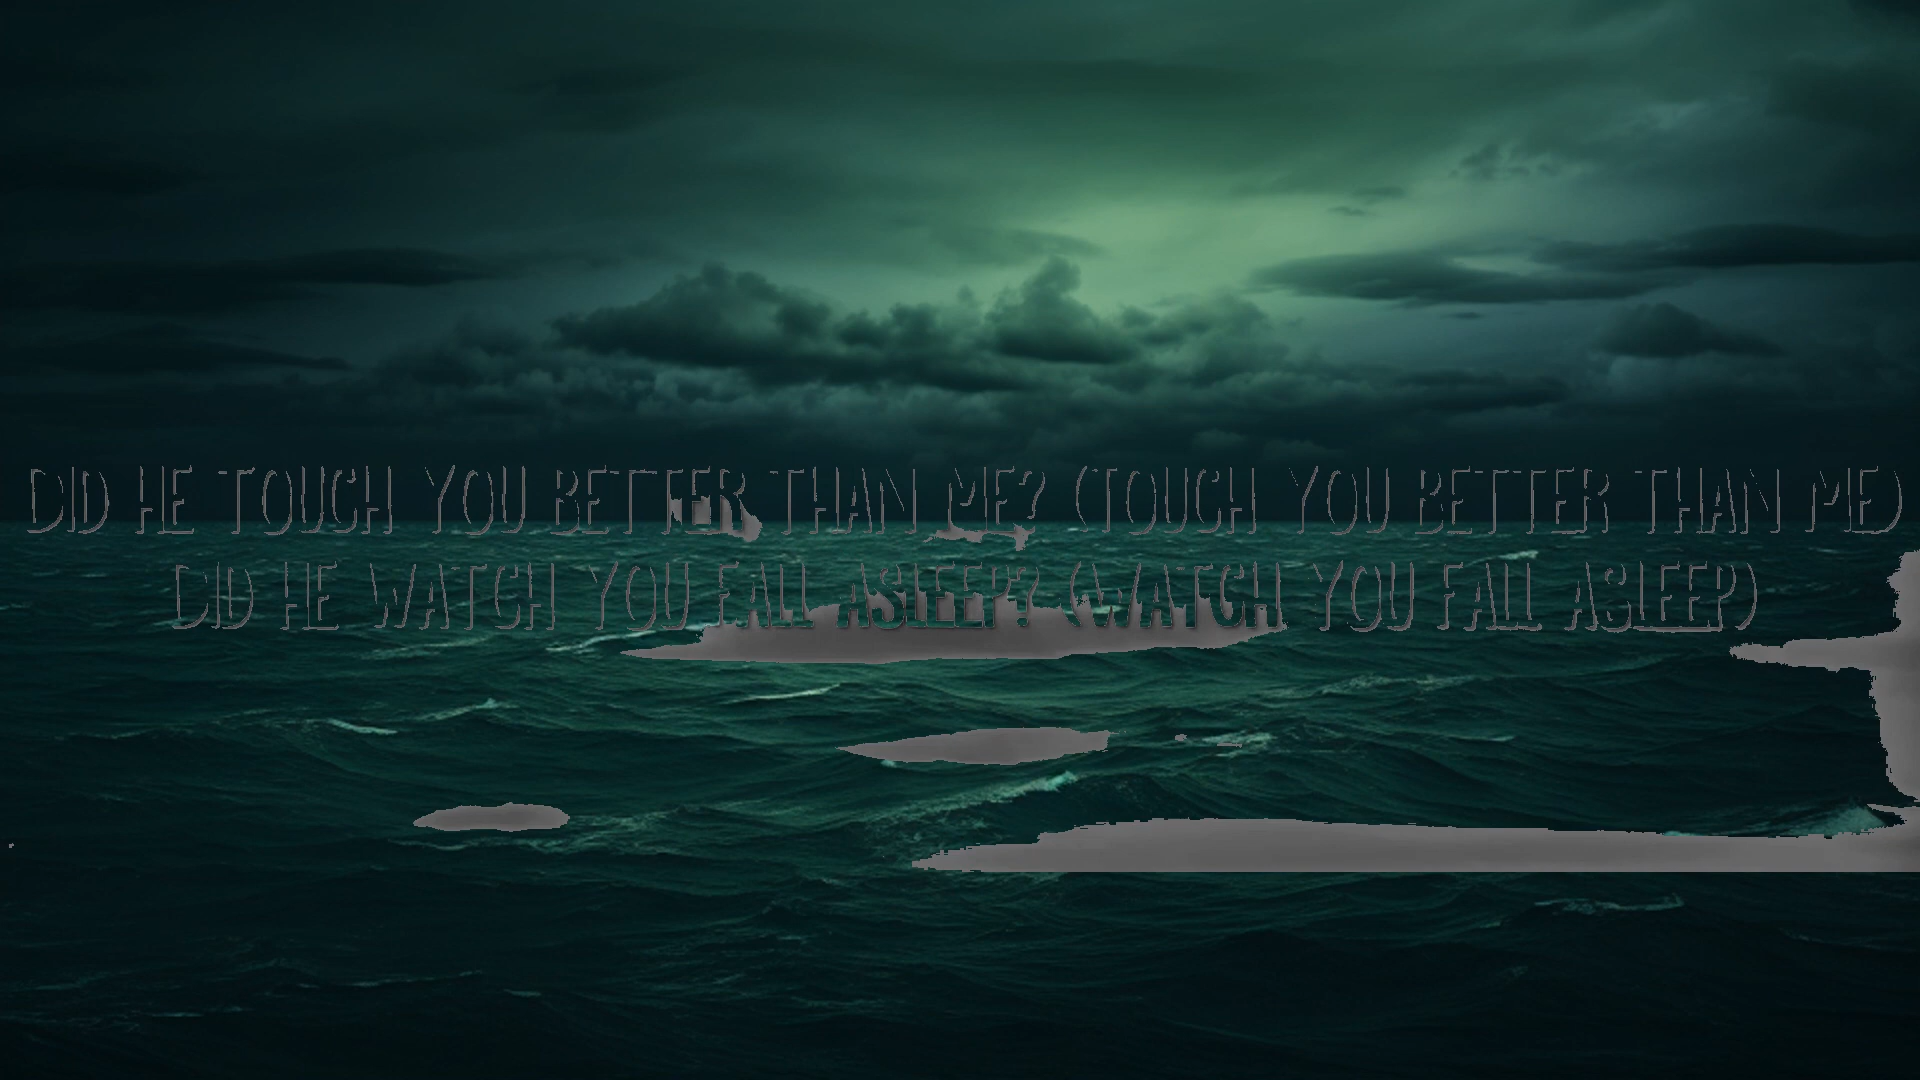 DID HE TOUCH YOU BETTER THAN ME? (TOUCH YOU BETTER THAN ME)
DID HE WATCH YOU FALL ASLEEP? (WATCH YOU FALL ASLEEP)